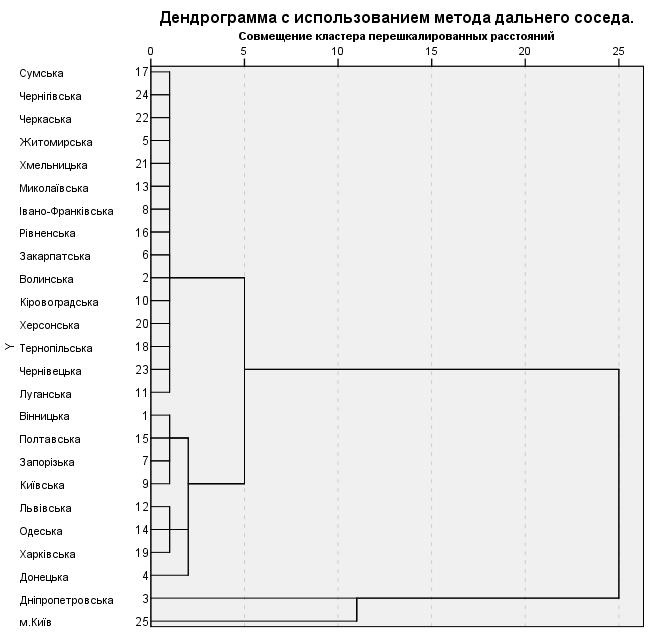 Дендрограмма с использованием метода дальнего соседа.
Совмещение кластера перешкалированных расстояний
0 5 10 15 20 25
Сумська 17
Чернігівська 24
Черкаська 22
Житомирська 5
Хмельницька 21
Миколаївська 13
Івано-Франківська 8
Рівненська 16
Закарпатська 6
Волинська 2
Кіровоградська 10
Херсонська 20
Y Тернопільська 18
Чернівецька 23
Луганська 11
Вінницька 1
Полтавська 15
Запорізька 7
Київська 9
Львівська 12
Одеська 14
Харківська 19
Донецька 4
Дніпропетровська 3
м.Київ 25